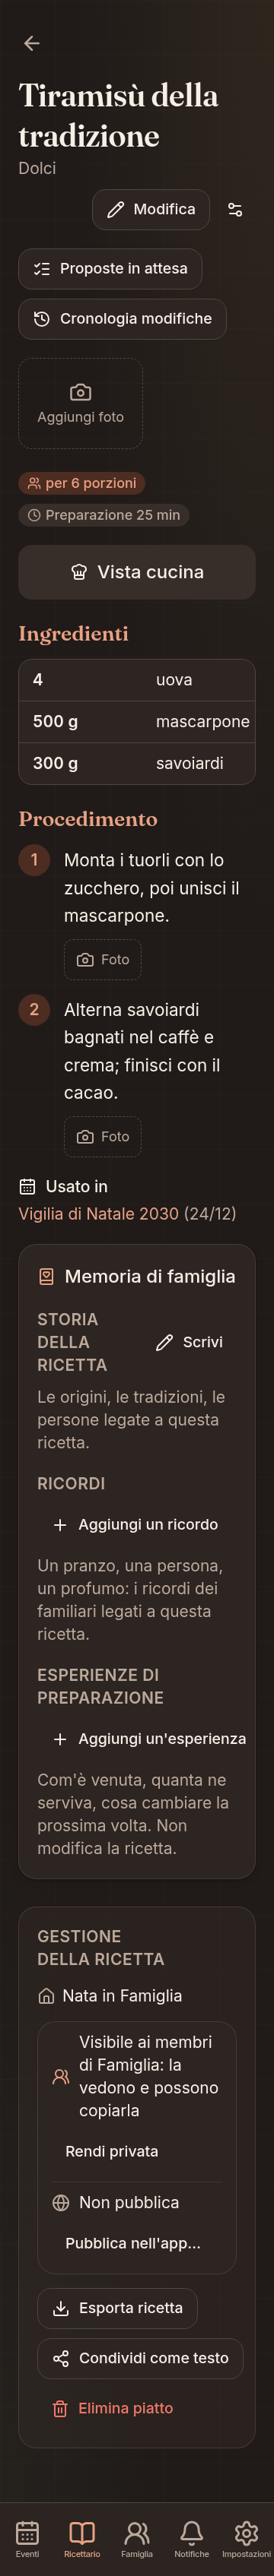 Tiramisù della
tradizione
Dolci
Modifica
Proposte in attesa
Cronologia modifiche
Aggiungi foto
per 6 porzioni
Preparazione 25 min
Vista cucina
Ingredienti
4 uova
500 g mascarpone
300 g savoiardi
Procedimento
1 Monta i tuorli con lo
zucchero, poi unisci il
mascarpone.
Foto
2 Alterna savoiardi
bagnati nel caffè e
crema; finisci con il
cacao.
Foto
Usato in
Vigilia di Natale 2030 (24/12)
Memoria di famiglia
STORIA
DELLA
RICETTA
Scrivi
Le origini, le tradizioni, le
persone legate a questa
ricetta.
RICORDI
Aggiungi un ricordo
Un pranzo, una persona,
un profumo: i ricordi dei
familiari legati a questa
ricetta.
ESPERIENZE DI
PREPARAZIONE
Aggiungi un'esperienza
Com'è venuta, quanta ne
serviva, cosa cambiare la
prossima volta. Non
modifica la ricetta.
GESTIONE
DELLA RICETTA
Nata in Famiglia
Visibile ai membri
di Famiglia: la
vedono e possono
copiarla
Rendi privata
Non pubblica
Pubblica nell'app...
Esporta ricetta
Condividi come testo
Elimina piatto
Eventi Ricettario Famiglia Notifiche Impostazioni